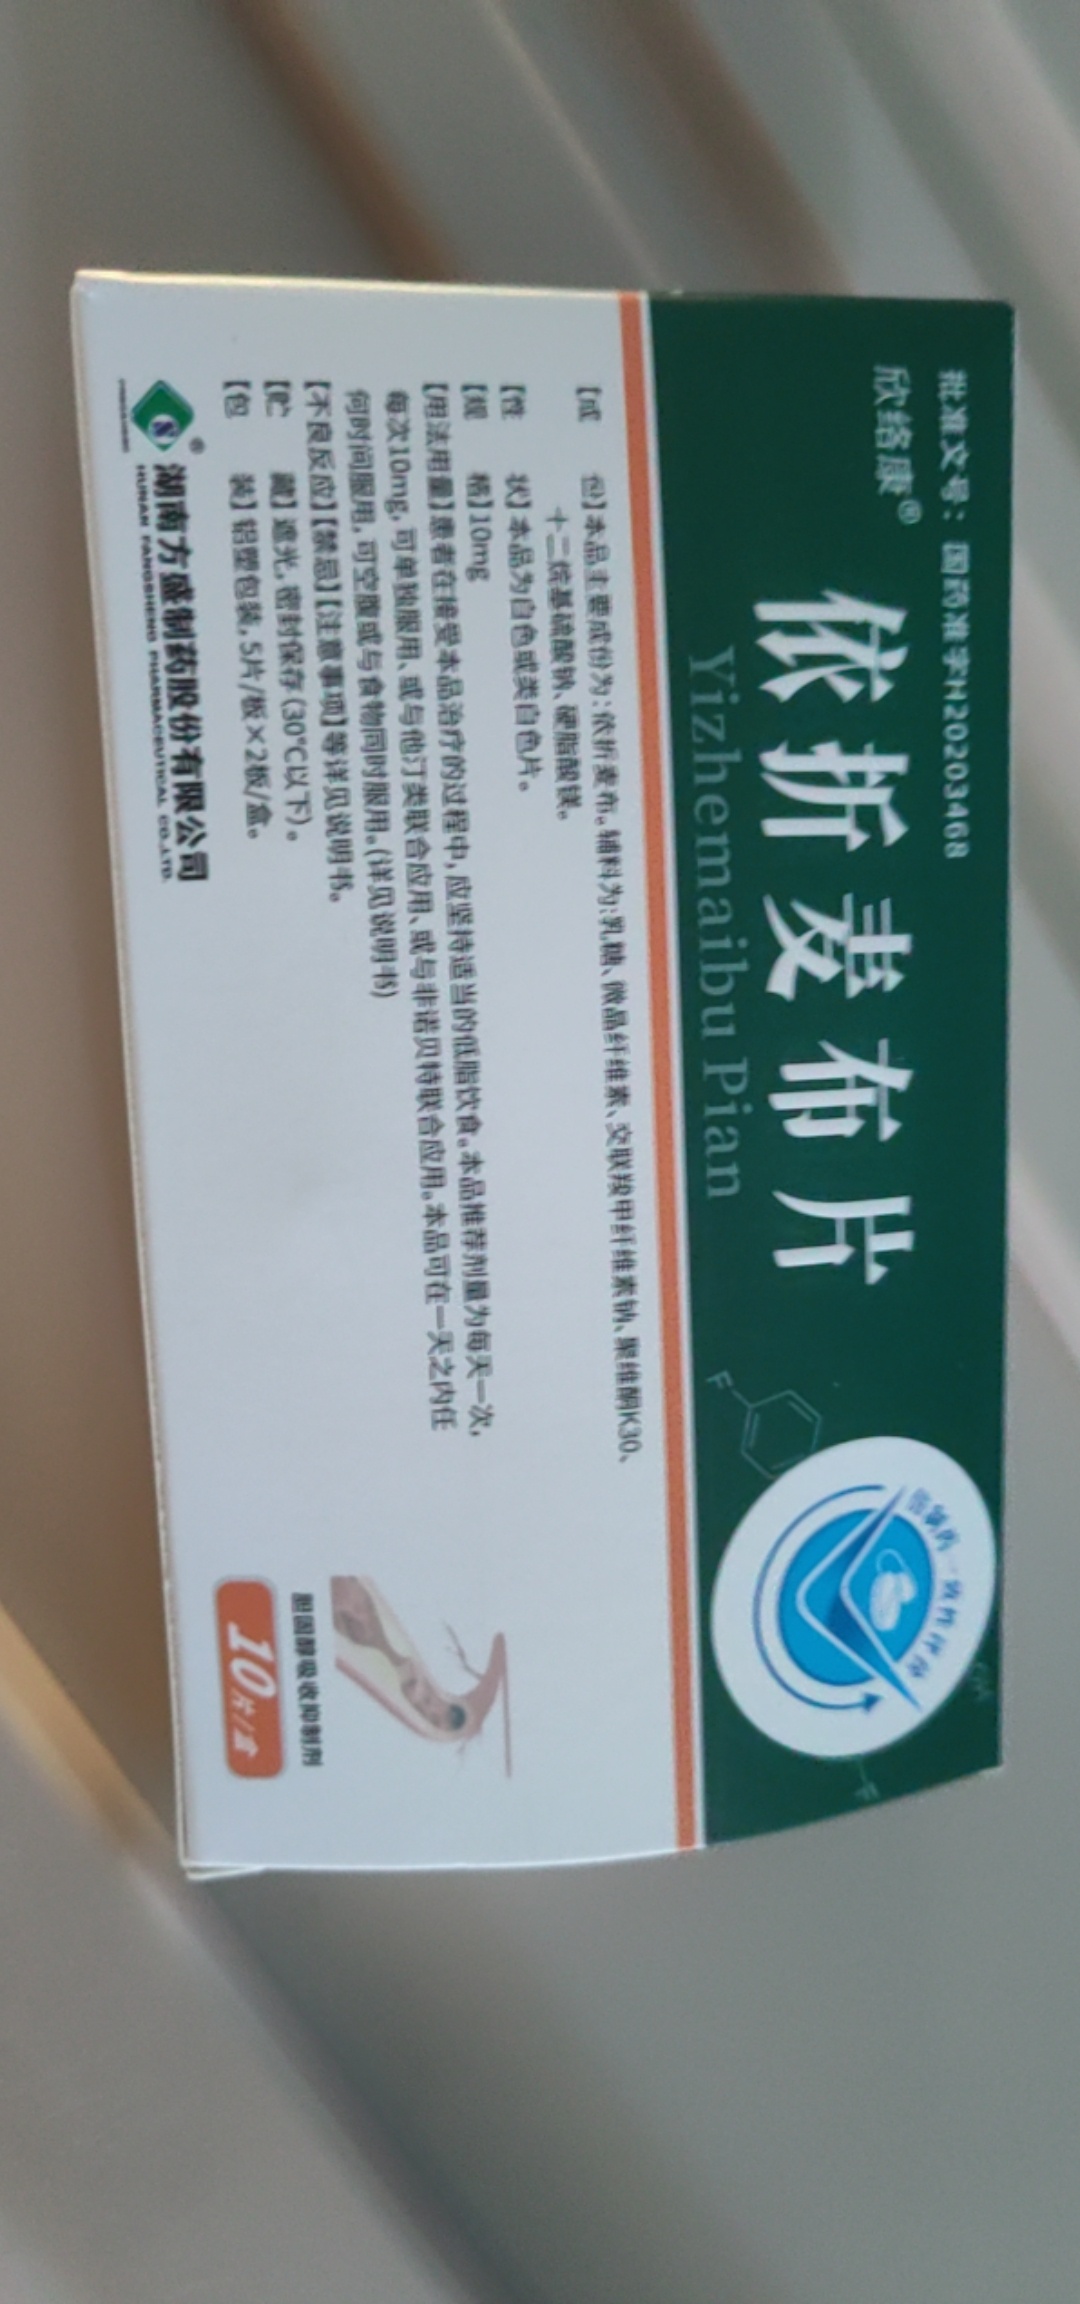 批准文号：国药准字H20203468
欣络康®
依折麦布片
Yizhemaibu Pian
仿制药一致性评价
F
F
【成 份】本品主要成份为：依折麦布。辅料为：乳糖、微晶纤维素、交联羧甲纤维素钠、聚维酮K30、
十二烷基硫酸钠、硬脂酸镁。
【性 状】本品为白色或类白色片。
【规 格】10mg
【用法用量】患者在接受本品治疗的过程中，应坚持适当的低脂饮食。本品推荐剂量为每天一次，
每次10mg，可单独服用、或与他汀类联合应用、或与非诺贝特联合应用。本品可在一天之内任
何时间服用，可空腹或与食物同时服用。(详见说明书)
【不良反应】【禁忌】【注意事项】等详见说明书。
【贮 藏】遮光，密封保存(30℃以下)。
【包 装】铝塑包装，5片/板×2板/盒。
胆固醇吸收抑制剂
10片/盒
®
湖南方盛制药股份有限公司
HUNAN FANGSHENG PHARMACEUTICAL CO.,LTD.